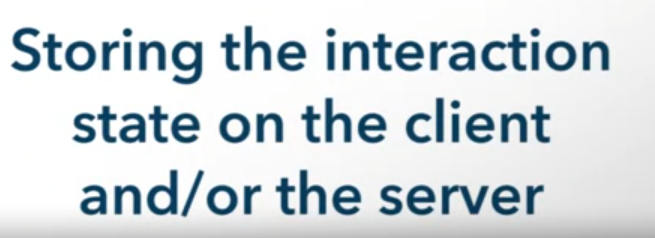 Storing the interaction
state on the client
and/or the server